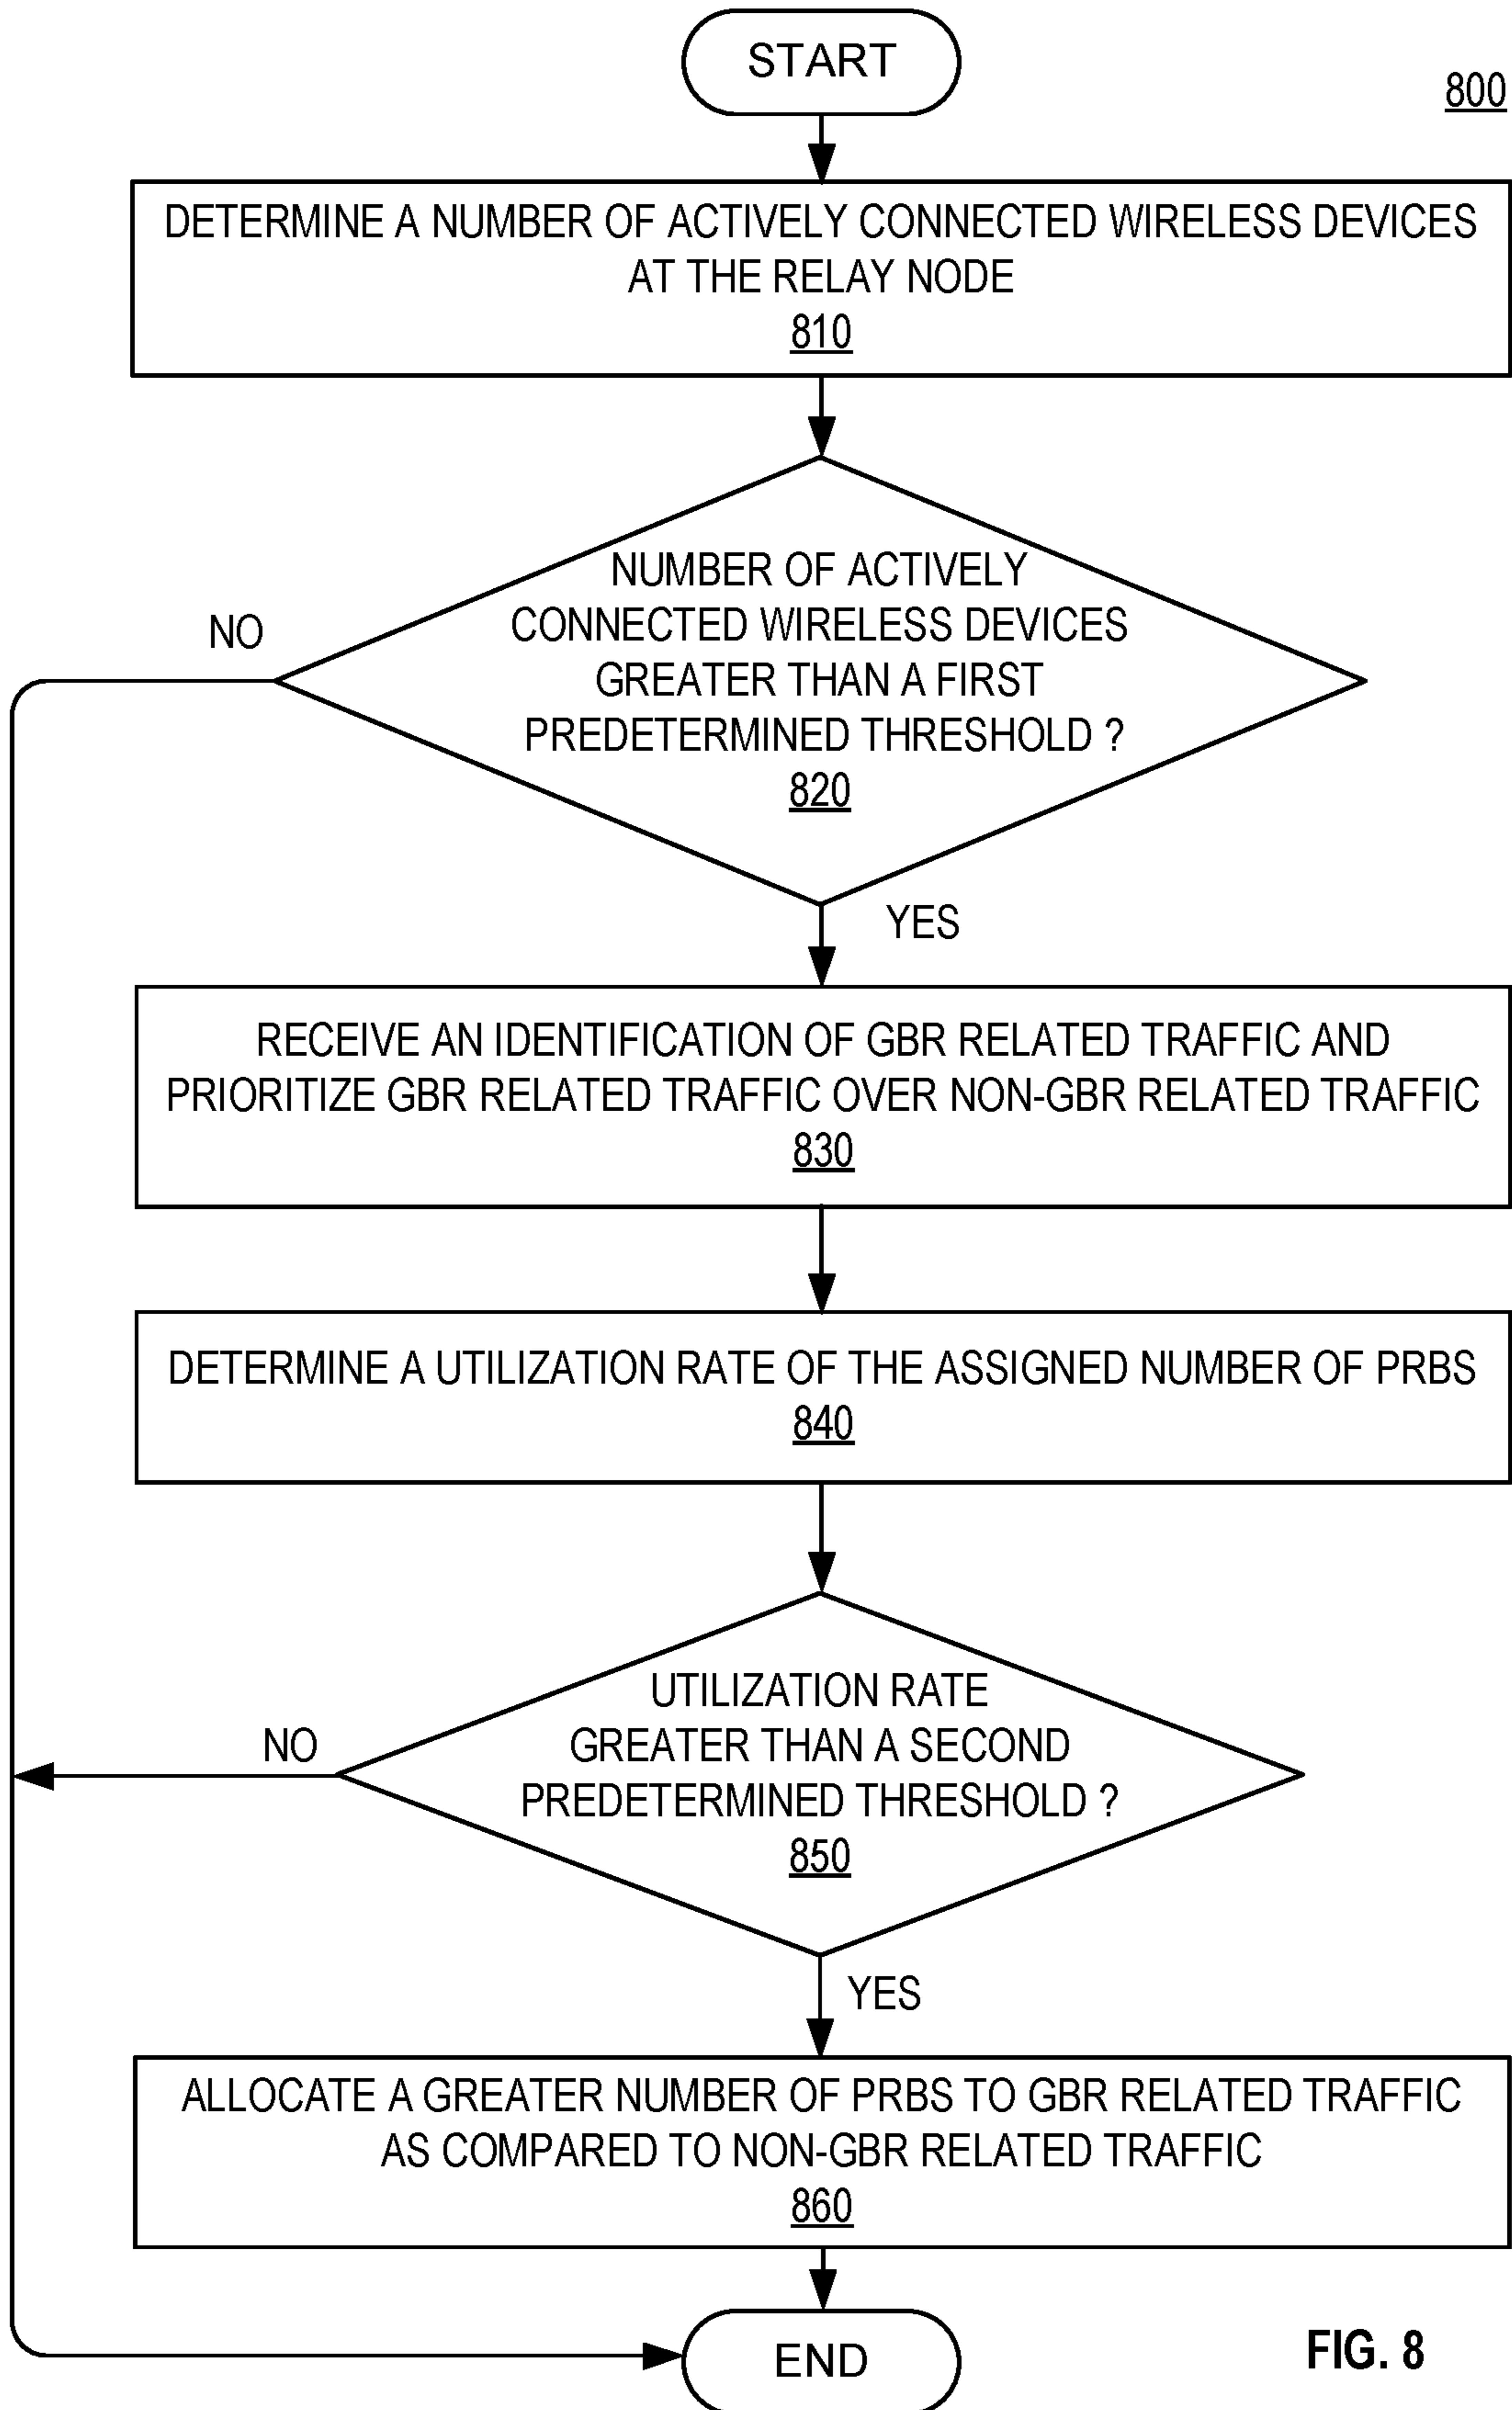 START
800
DETERMINE A NUMBER OF ACTIVELY CONNECTED WIRELESS DEVICES
AT THE RELAY NODE
810
NUMBER OF ACTIVELY
CONNECTED WIRELESS DEVICES
GREATER THAN A FIRST
PREDETERMINED THRESHOLD ?
820
NO
YES
RECEIVE AN IDENTIFICATION OF GBR RELATED TRAFFIC AND
PRIORITIZE GBR RELATED TRAFFIC OVER NON-GBR RELATED TRAFFIC
830
DETERMINE A UTILIZATION RATE OF THE ASSIGNED NUMBER OF PRBS
840
UTILIZATION RATE
GREATER THAN A SECOND
PREDETERMINED THRESHOLD ?
850
NO
YES
ALLOCATE A GREATER NUMBER OF PRBS TO GBR RELATED TRAFFIC
AS COMPARED TO NON-GBR RELATED TRAFFIC
860
END
FIG. 8